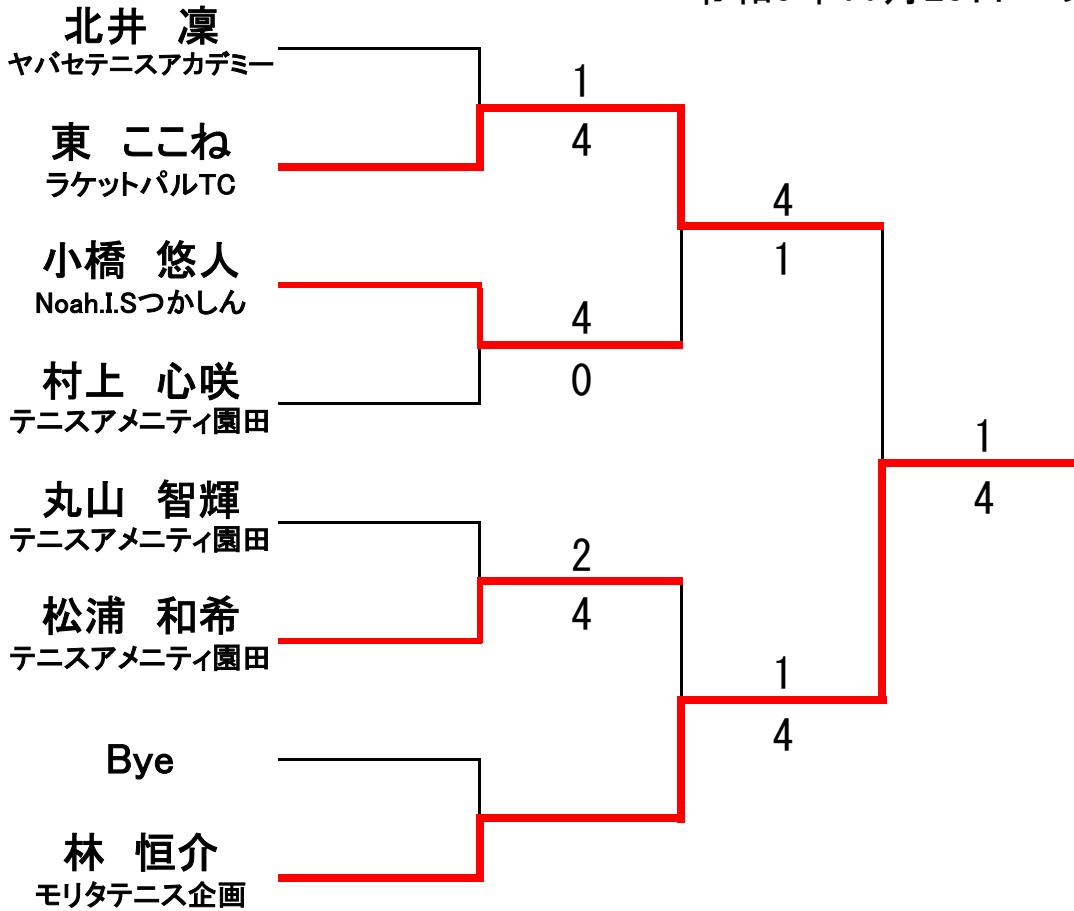 北井　凜
ヤバセテニスアカデミー
1
東　ここね
4
ラケットパルTC
4
小橋　悠人
1
Noah.I.Sつかしん
4
村上　心咲
0
テニスアメニティ園田
1
丸山　智輝
4
テニスアメニティ園田
2
松浦　和希
4
テニスアメニティ園田
1
Bye
4
林　恒介
モリタテニス企画